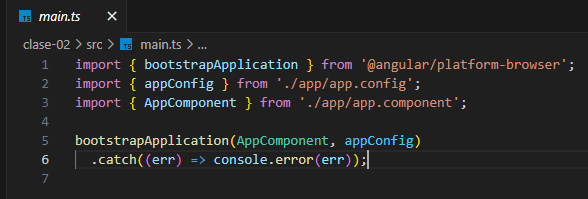 TS main.ts ×
clase-02 > src > TS main.ts > ...
1 import { bootstrapApplication } from '@angular/platform-browser';
2 import { appConfig } from './app/app.config';
3 import { AppComponent } from './app/app.component';
4
5 bootstrapApplication(AppComponent, appConfig)
6   .catch((err) => console.error(err));
7